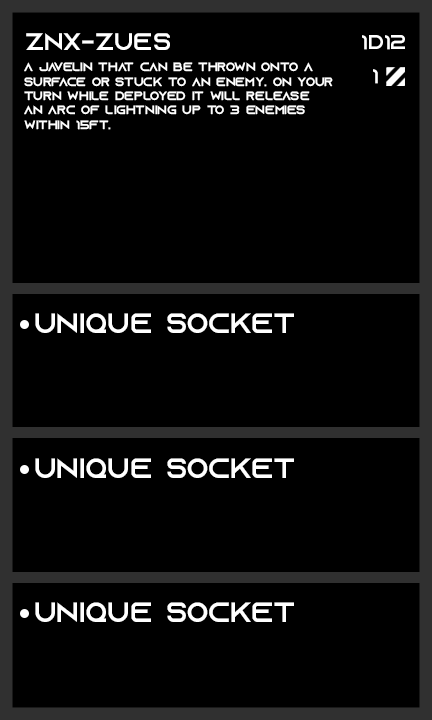 ZNX-ZUES
1D12
A JAVELIN THAT CAN BE THROWN ONTO A
1
SURFACE OR STUCK TO AN ENEMY. ON YOUR
TURN WHILE DEPLOYED IT WILL RELEASE
AN ARC OF LIGHTNING UP TO 3 ENEMIES
WITHIN 15FT.
•UNIQUE SOCKET
•UNIQUE SOCKET
•UNIQUE SOCKET